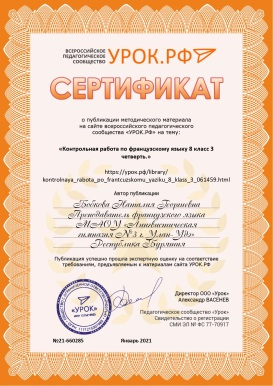 ВСЕРОССИЙСКОЕ
ПЕДАГОГИЧЕСКОЕ
СООБЩЕСТВО
УРОК.РФ
СЕРТИФИКАТ
о публикации методического материала
на сайте всероссийского педагогического
сообщества «УРОК.РФ» на тему:
«Контрольная работа по французскому языку 8 класс 3
четверть.»
https://урок.рф/library/
kontrolnaya_rabota_po_frantcuzskomu_yaziku_8_klass_3_061459.html
Автор публикации
Бобкова Наталия Георгиевна
Преподаватель французского языка
МАОУ «Лингвистическая
гимназия №3 г. Улан-Удэ»
Республика Бурятия
Публикация успешно прошла экспертную оценку на соответствие
требованиям, предъявляемым к материалам сайта УРОК.РФ
«УРОК»
Директор ООО «Урок»
Александр ВАСЕНЕВ
Педагогическое сообщество «Урок»
Свидетельство о регистрации
СМИ ЭЛ № ФС 77-70917
№21-660285
Январь 2021